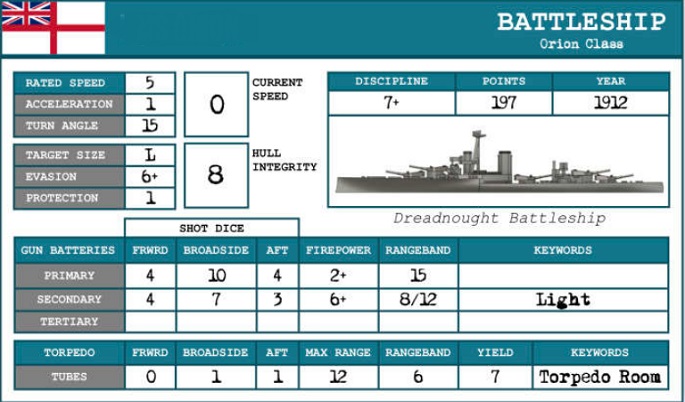 BATTLESHIP
Orion Class
RATED SPEED 5
ACCELERATION 1
TURN ANGLE 15
0 CURRENT SPEED
TARGET SIZE L
EVASION 6+
PROTECTION 1
8 HULL INTEGRITY
DISCIPLINE POINTS YEAR
7+ 197 1912
Dreadnought Battleship
SHOT DICE
GUN BATTERIES FRWRD BROADSIDE AFT FIREPOWER RANGEBAND KEYWORDS
PRIMARY 4 10 4 2+ 15
SECONDARY 4 7 3 6+ 8/12 Light
TERTIARY
TORPEDO FRWRD BROADSIDE AFT MAX RANGE RANGEBAND YIELD KEYWORDS
TUBES 0 1 1 12 6 7 Torpedo Room